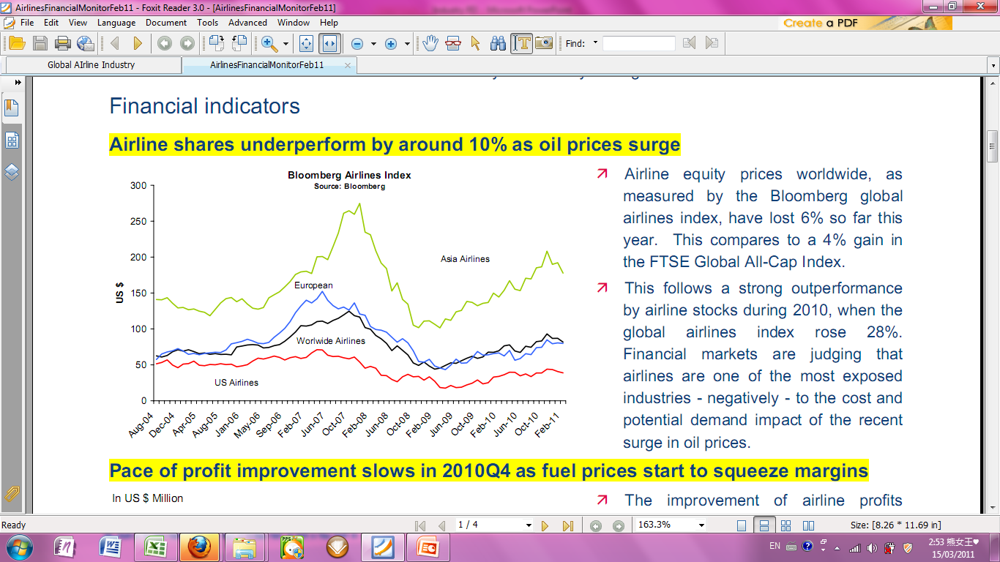 AirlinesFinancialMonitorFeb11 - Foxit Reader 3.0 - [AirlinesFinancialMonitorFeb11]
File Edit View Language Document Tools Advanced Window Help
Create a PDF
Find:
Global AIrline Industry
AirlinesFinancialMonitorFeb11
Financial indicators
Airline shares underperform by around 10% as oil prices surge
Bloomberg Airlines Index
Source: Bloomberg
300
250
200
150
100
50
0
US $
Asia Airlines
European
Worlwide Airlines
US Airlines
Aug-04 Dec-04 Apr-05 Aug-05 Jan-06 May-06 Sep-06 Feb-07 Jun-07 Oct-07 Feb-08 Jun-08 Oct-08 Feb-09 Jun-09 Oct-09 Feb-10 Jun-10 Oct-10 Feb-11
Airline equity prices worldwide, as
measured by the Bloomberg global
airlines index, have lost 6% so far this
year. This compares to a 4% gain in
the FTSE Global All-Cap Index.
This follows a strong outperformance
by airline stocks during 2010, when the
global airlines index rose 28%.
Financial markets are judging that
airlines are one of the most exposed
industries - negatively - to the cost and
potential demand impact of the recent
surge in oil prices.
Pace of profit improvement slows in 2010Q4 as fuel prices start to squeeze margins
In US $ Million
The improvement of airline profits
Ready
1 / 4
163.3%
Size: [8.26 * 11.69 in]
EN
2:53 熊女王♥
15/03/2011